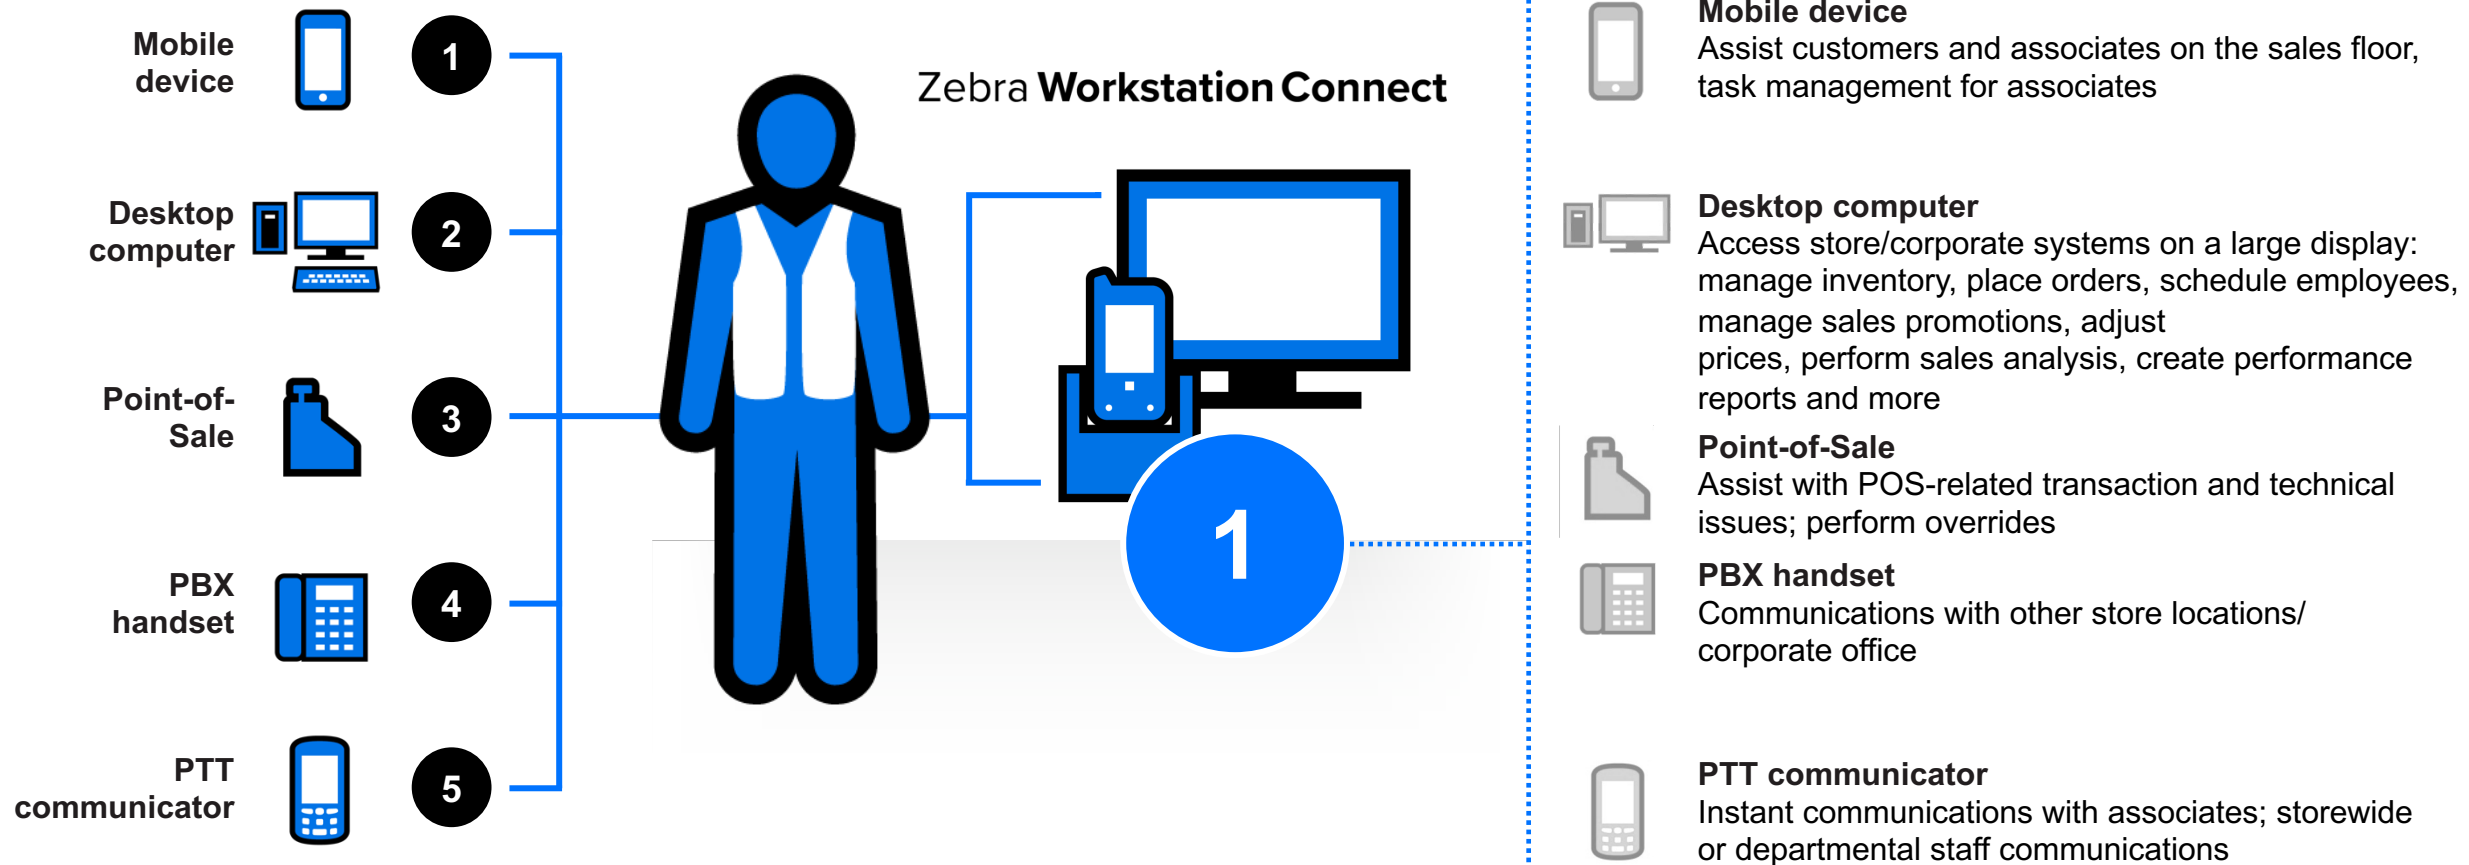 Mobile
device
1
Desktop
computer
2
Point-of-
Sale
3
PBX
handset
4
PTT
communicator
5
Zebra Workstation Connect
1
Mobile device
Assist customers and associates on the sales floor,
task management for associates
Desktop computer
Access store/corporate systems on a large display:
manage inventory, place orders, schedule employees,
manage sales promotions, adjust
prices, perform sales analysis, create performance
reports and more
Point-of-Sale
Assist with POS-related transaction and technical
issues; perform overrides
PBX handset
Communications with other store locations/
corporate office
PTT communicator
Instant communications with associates; storewide
or departmental staff communications